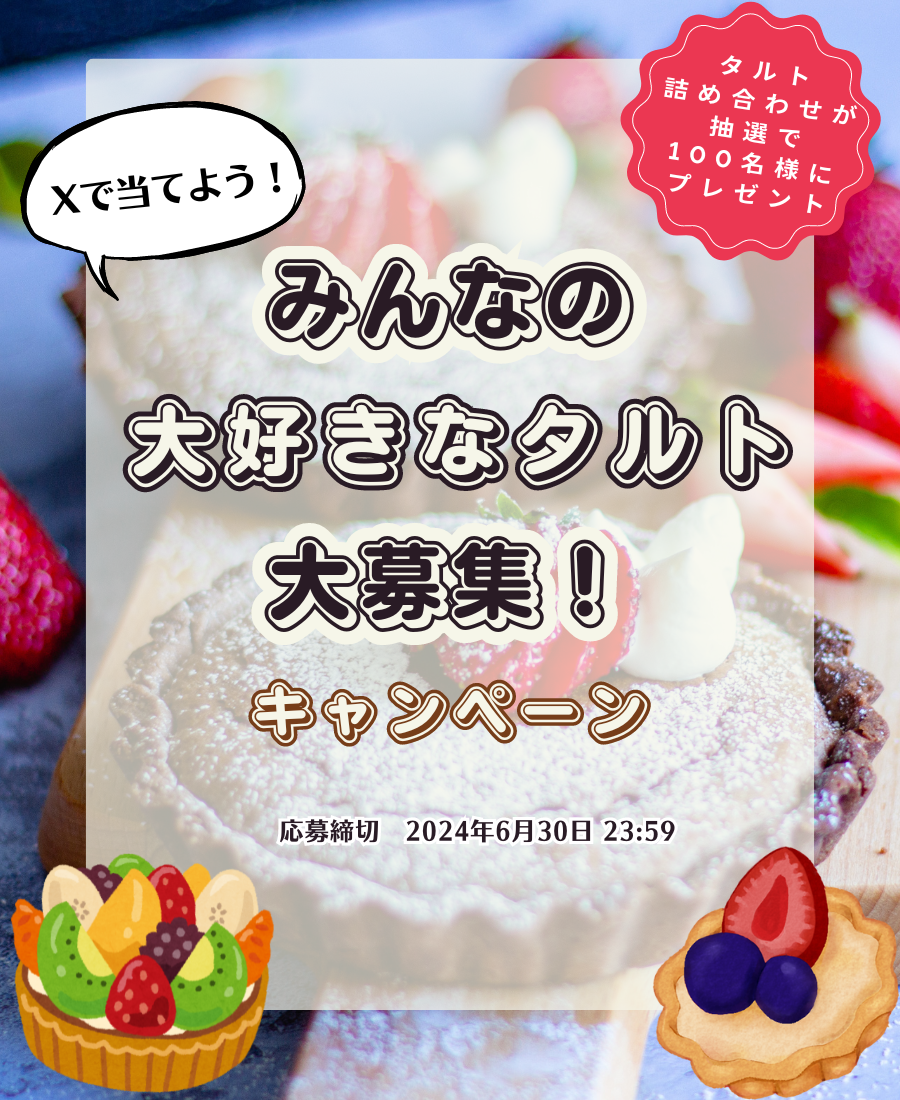 タルト
詰め合わせが
抽選で
100名様に
プレゼント
Xで当てよう！
みんなの
大好きなタルト
大募集！
キャンペーン
応募締切　2024年6月30日 23:59